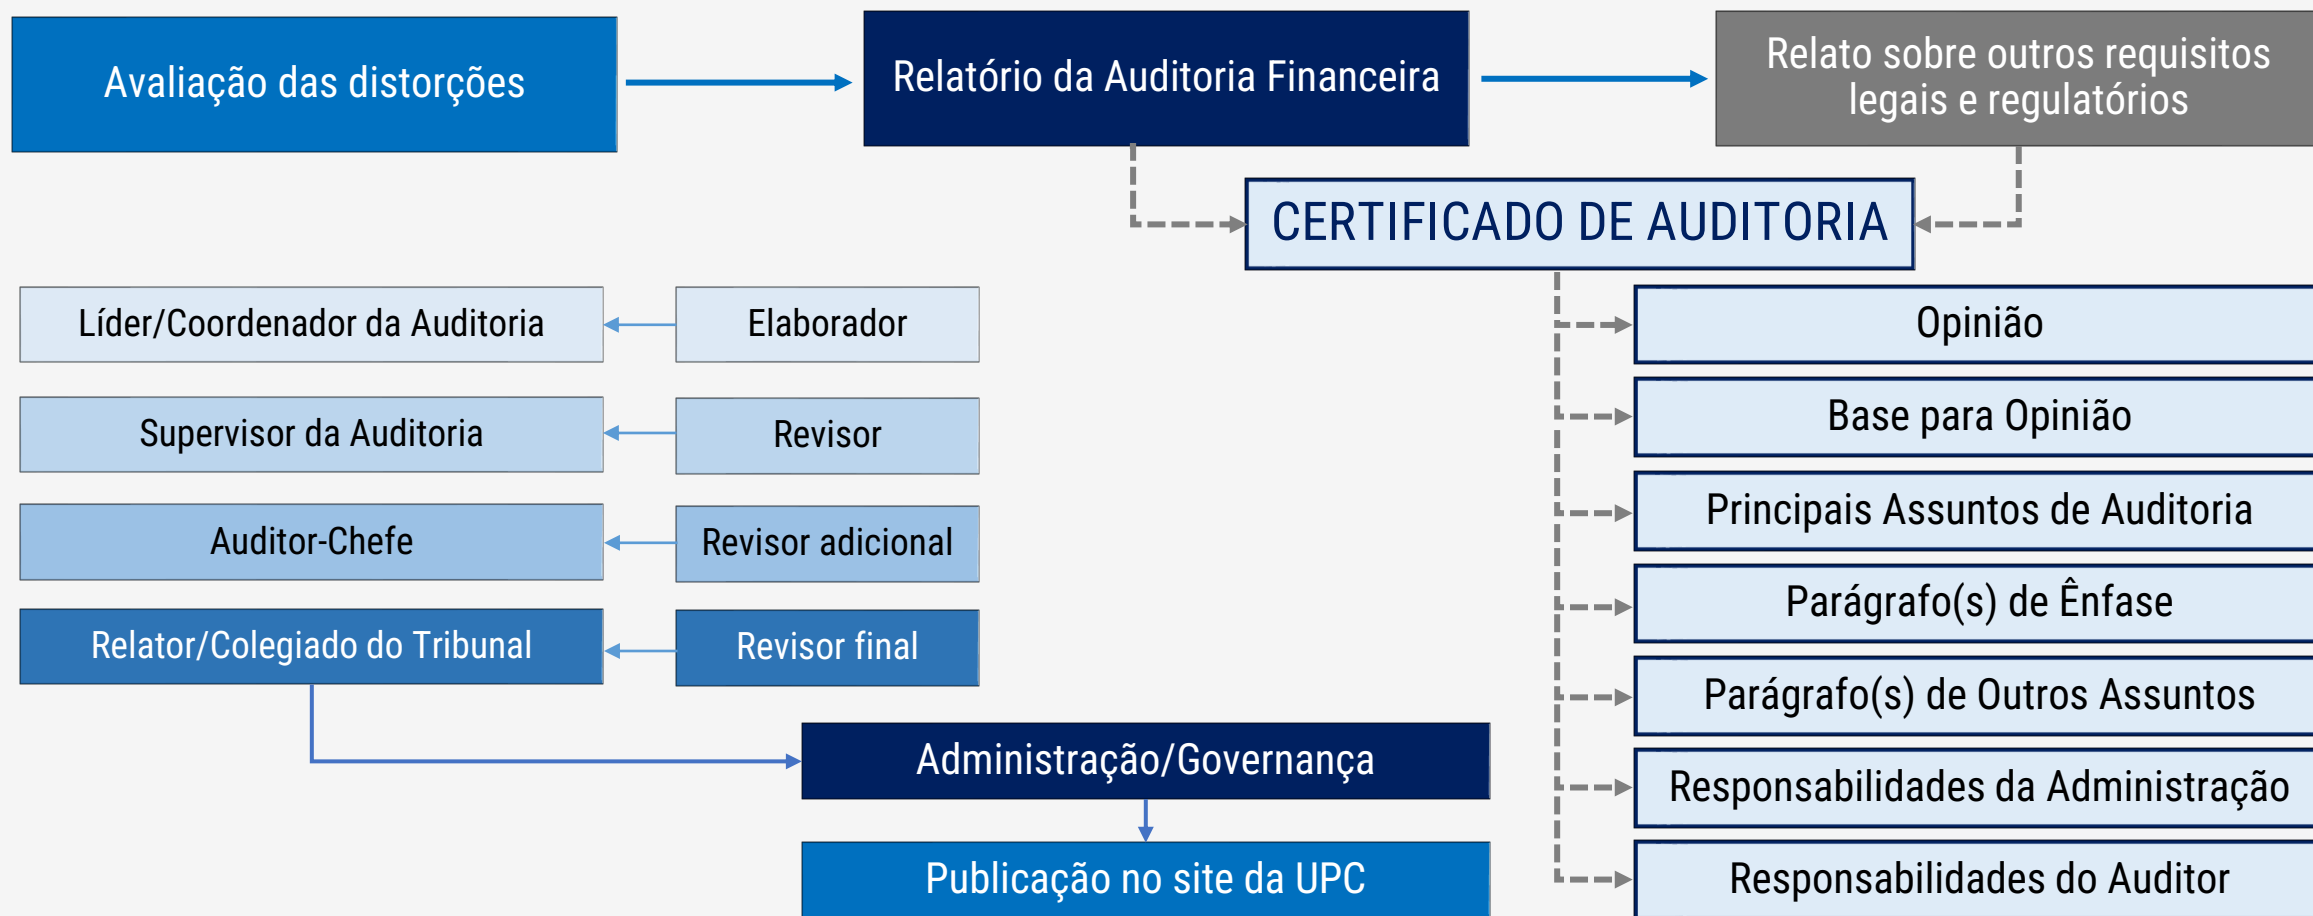 Avaliação das distorções
Relatório da Auditoria Financeira
Relato sobre outros requisitos
legais e regulatórios
CERTIFICADO DE AUDITORIA
Líder/Coordenador da Auditoria
Elaborador
Supervisor da Auditoria
Revisor
Auditor-Chefe
Revisor adicional
Relator/Colegiado do Tribunal
Revisor final
Administração/Governança
Publicação no site da UPC
Opinião
Base para Opinião
Principais Assuntos de Auditoria
Parágrafo(s) de Ênfase
Parágrafo(s) de Outros Assuntos
Responsabilidades da Administração
Responsabilidades do Auditor